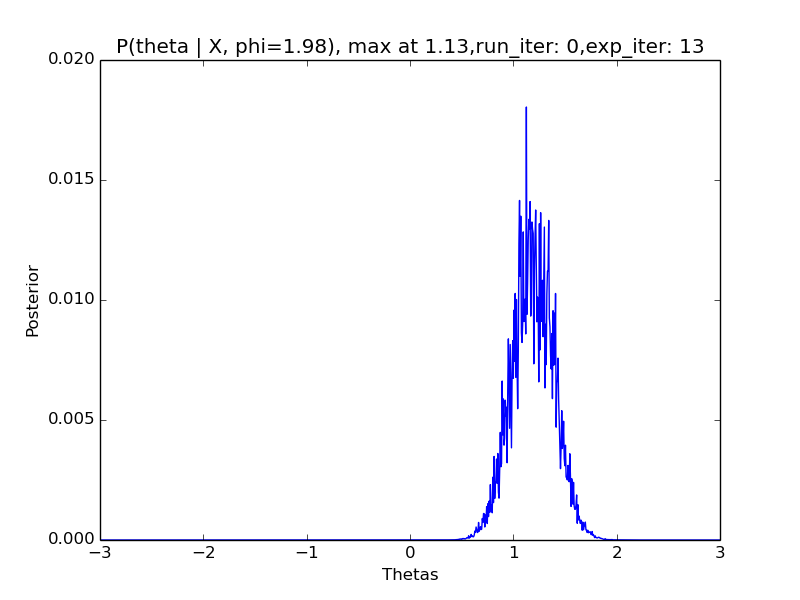 P(theta | X, phi=1.98), max at 1.13,run_iter: 0,exp_iter: 13
0.020
0.015
0.010
0.005
0.000
Posterior
−3 −2 −1 0 1 2 3
Thetas